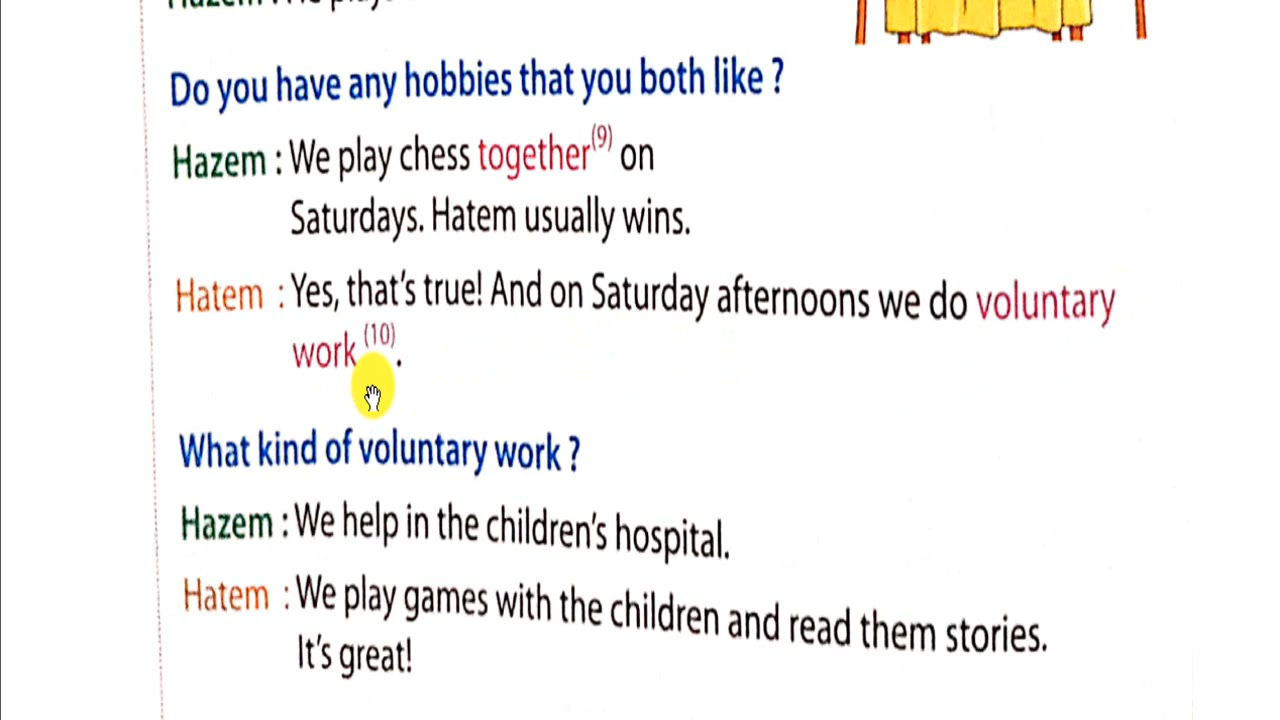 Do you have any hobbies that you both like ?
Hazem : We play chess together(9) on
Saturdays. Hatem usually wins.
Hatem : Yes, that's true! And on Saturday afternoons we do voluntary
work(10).
What kind of voluntary work ?
Hazem : We help in the children's hospital.
Hatem : We play games with the children and read them stories.
It's great!